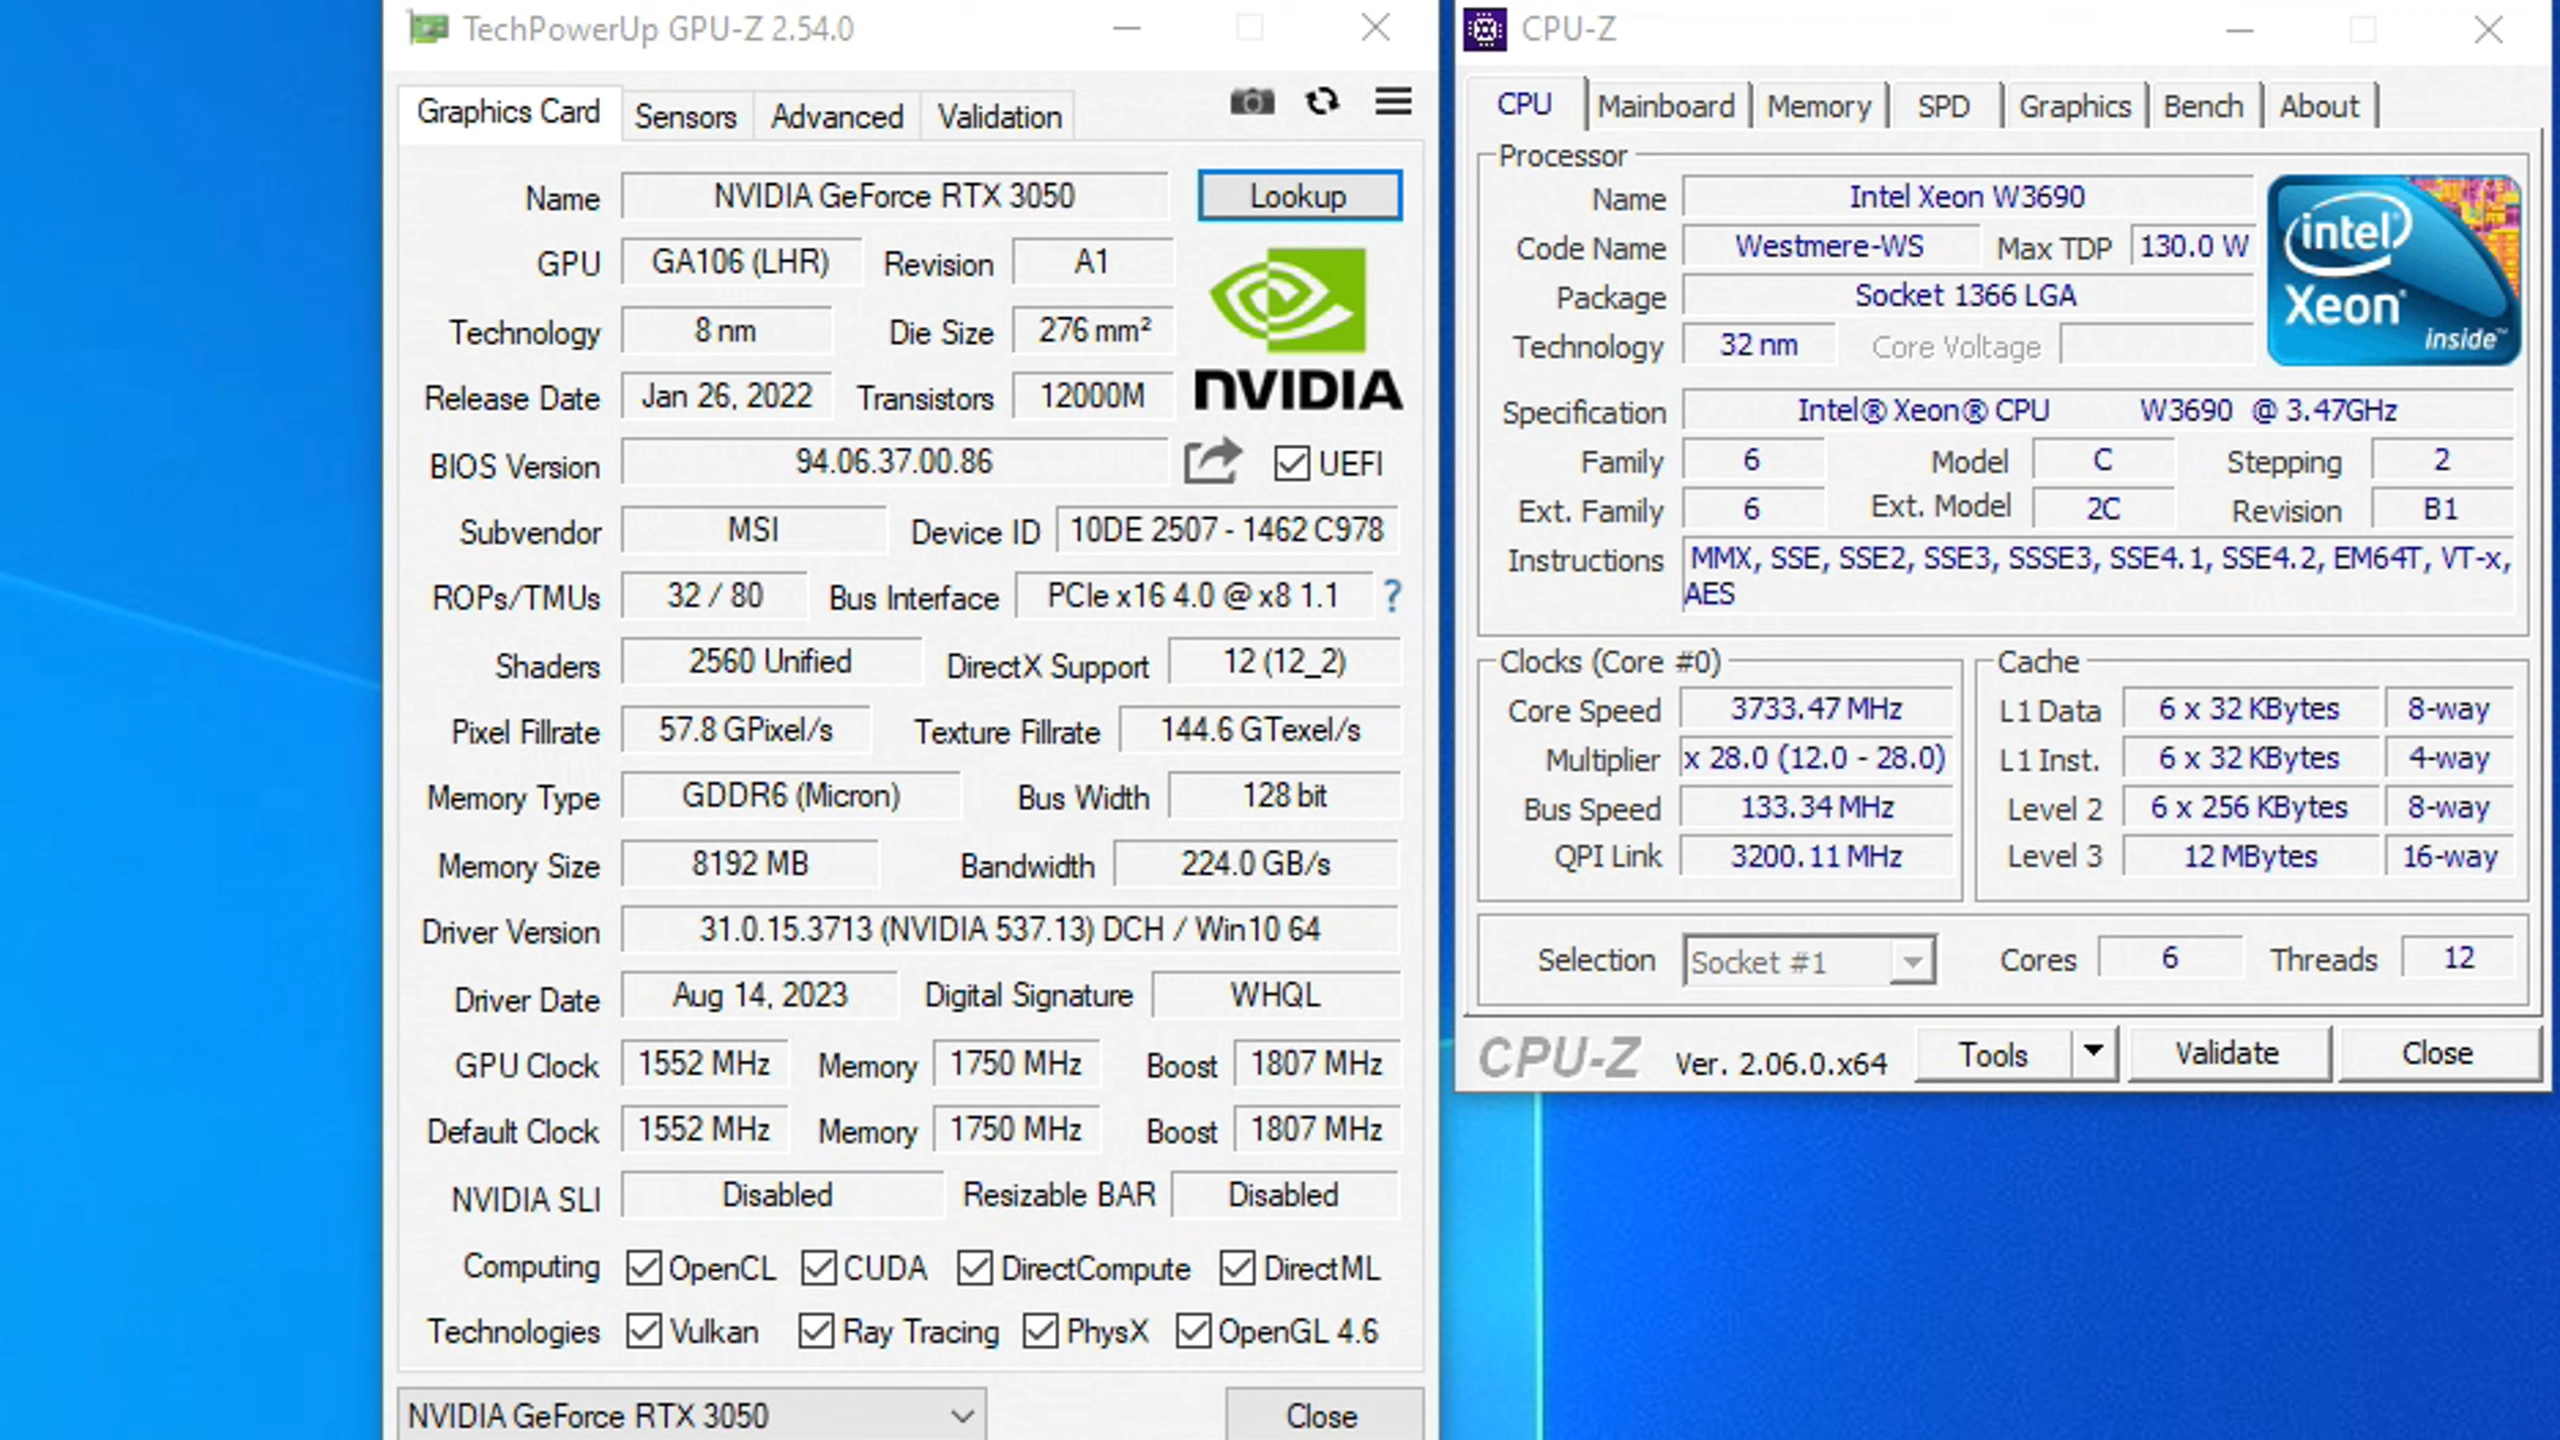 TechPowerUp GPU-Z 2.54.0
Graphics Card Sensors Advanced Validation
Name NVIDIA GeForce RTX 3050 Lookup
GPU GA106 (LHR) Revision A1
Technology 8 nm Die Size 276 mm²
Release Date Jan 26, 2022 Transistors 12000M
NVIDIA
BIOS Version 94.06.37.00.86 UEFI
Subvendor MSI Device ID 10DE 2507 - 1462 C978
ROPs/TMUs 32 / 80 Bus Interface PCIe x16 4.0 @ x8 1.1 ?
Shaders 2560 Unified DirectX Support 12 (12_2)
Pixel Fillrate 57.8 GPixel/s Texture Fillrate 144.6 GTexel/s
Memory Type GDDR6 (Micron) Bus Width 128 bit
Memory Size 8192 MB Bandwidth 224.0 GB/s
Driver Version 31.0.15.3713 (NVIDIA 537.13) DCH / Win10 64
Driver Date Aug 14, 2023 Digital Signature WHQL
GPU Clock 1552 MHz Memory 1750 MHz Boost 1807 MHz
Default Clock 1552 MHz Memory 1750 MHz Boost 1807 MHz
NVIDIA SLI Disabled Resizable BAR Disabled
Computing OpenCL CUDA DirectCompute DirectML
Technologies Vulkan Ray Tracing PhysX OpenGL 4.6
NVIDIA GeForce RTX 3050 Close
CPU-Z
CPU Mainboard Memory SPD Graphics Bench About
Processor
Name Intel Xeon W3690
Code Name Westmere-WS Max TDP 130.0 W
Package Socket 1366 LGA
Technology 32 nm Core Voltage
intel®
Xeon®
inside™
Specification Intel® Xeon® CPU W3690 @ 3.47GHz
Family 6 Model C Stepping 2
Ext. Family 6 Ext. Model 2C Revision B1
Instructions MMX, SSE, SSE2, SSE3, SSSE3, SSE4.1, SSE4.2, EM64T, VT-x,
AES
Clocks (Core #0)
Core Speed 3733.47 MHz
Multiplier x 28.0 (12.0 - 28.0)
Bus Speed 133.34 MHz
QPI Link 3200.11 MHz
Cache
L1 Data 6 x 32 KBytes 8-way
L1 Inst. 6 x 32 KBytes 4-way
Level 2 6 x 256 KBytes 8-way
Level 3 12 MBytes 16-way
Selection Socket #1 Cores 6 Threads 12
CPU-Z Ver. 2.06.0.x64 Tools Validate Close